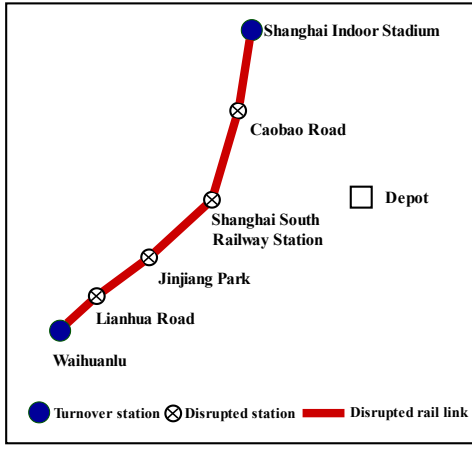 Shanghai Indoor Stadium
Caobao Road
Depot
Shanghai South
Railway Station
Jinjiang Park
Lianhua Road
Waihuanlu
Turnover station
Disrupted station
Disrupted rail link